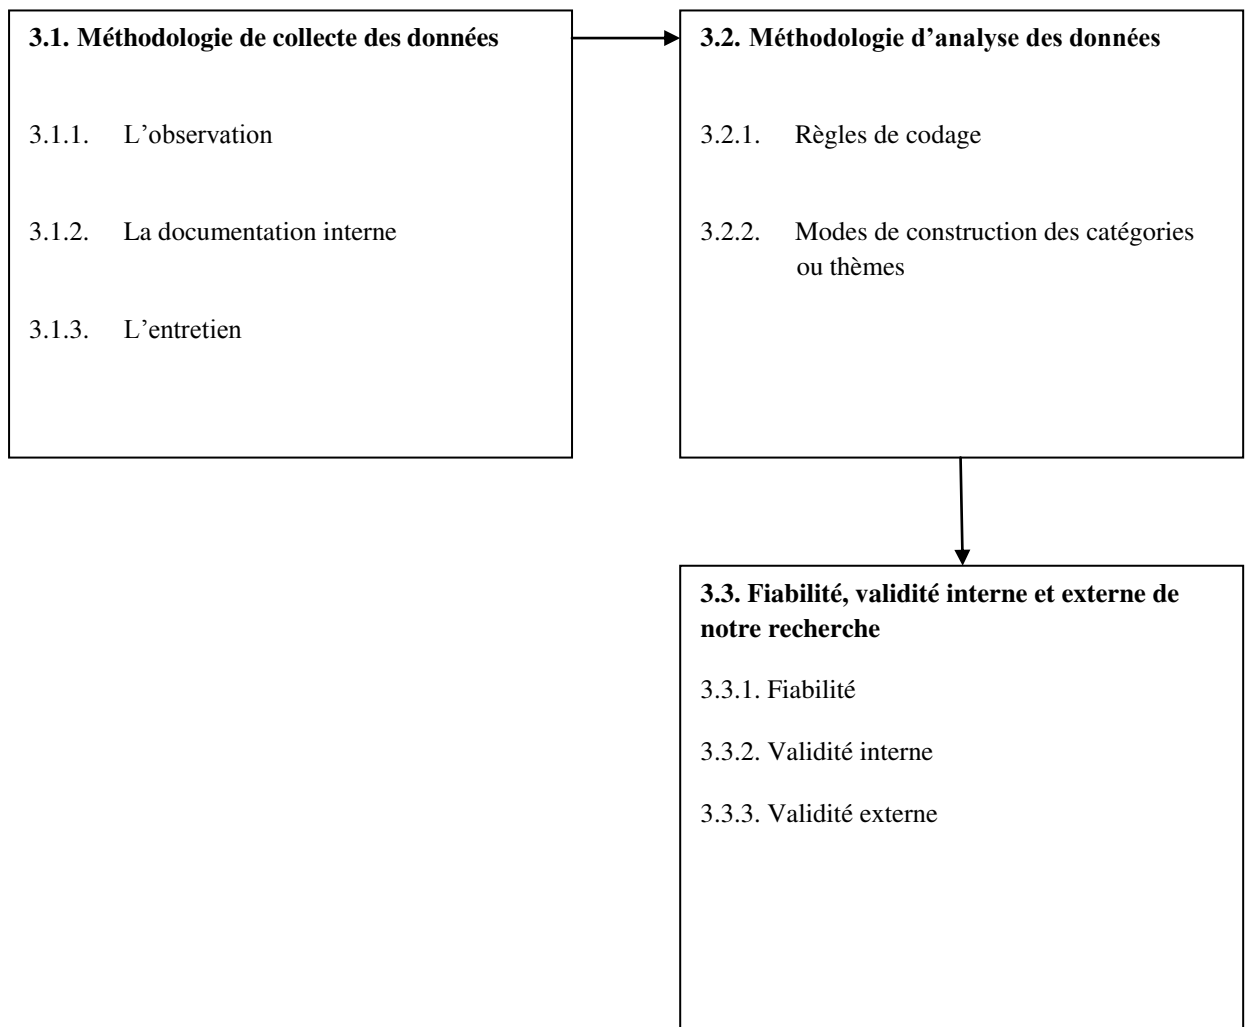 3.1. Méthodologie de collecte des données
3.1.1. L’observation
3.1.2. La documentation interne
3.1.3. L’entretien
3.2. Méthodologie d’analyse des données
3.2.1. Règles de codage
3.2.2. Modes de construction des catégories
ou thèmes
3.3. Fiabilité, validité interne et externe de
notre recherche
3.3.1. Fiabilité
3.3.2. Validité interne
3.3.3. Validité externe